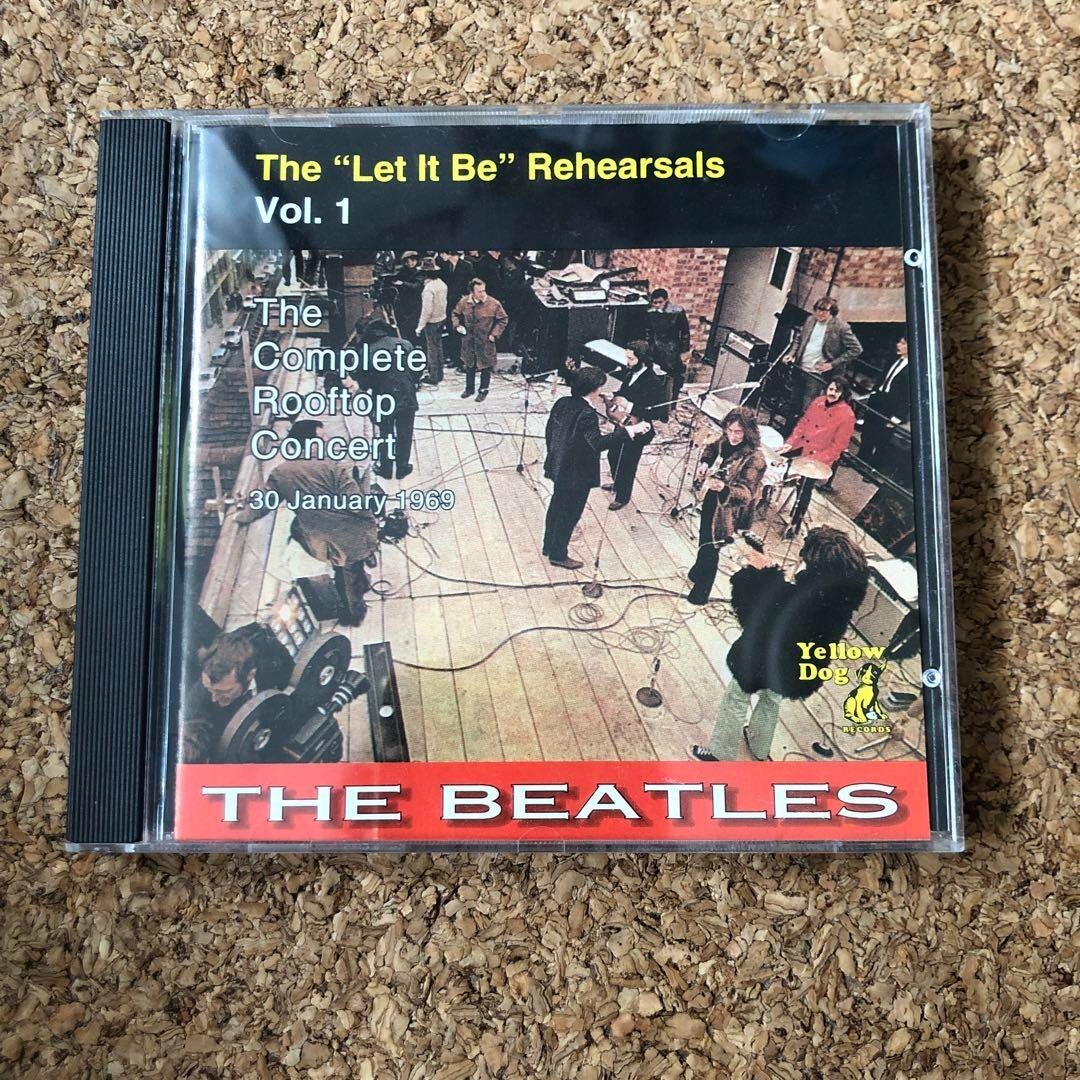 The “Let It Be” Rehearsals
Vol. 1
The
Complete
Rooftop
Concert
30 January 1969
Yellow
Dog
RECORDS
THE BEATLES